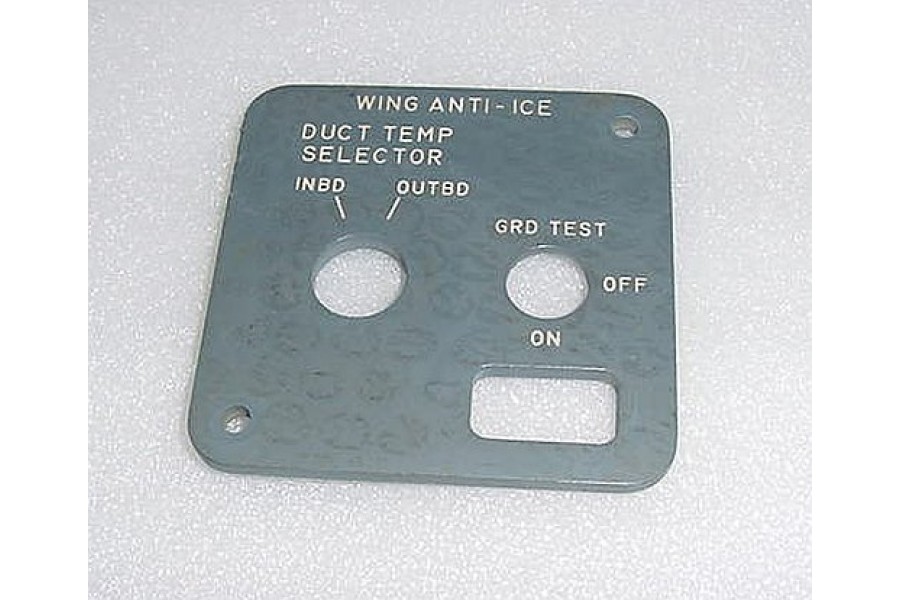 WING ANTI-ICE
DUCT TEMP
SELECTOR
INBD OUTBD
GRD TEST
OFF
ON